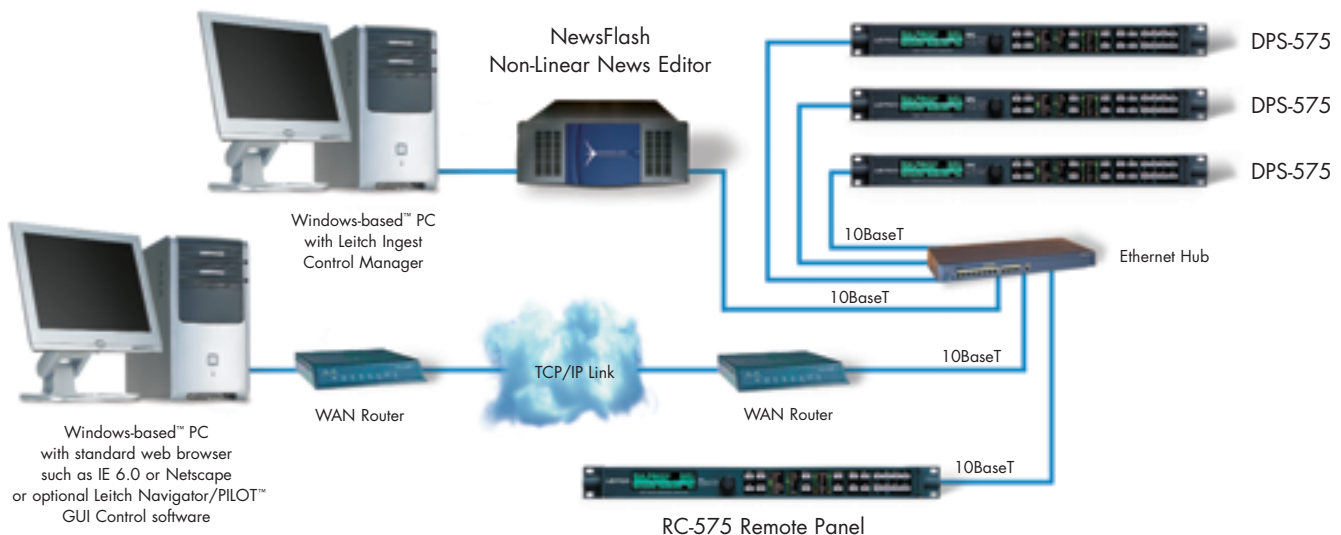 NewsFlash
Non-Linear News Editor
DPS-575
DPS-575
DPS-575
Windows-based™ PC
with Leitch Ingest
Control Manager
10BaseT
Ethernet Hub
10BaseT
10BaseT
TCP/IP Link
WAN Router
WAN Router
Windows-based™ PC
with standard web browser
such as IE 6.0 or Netscape
or optional Leitch Navigator/PILOT™
GUI Control software
10BaseT
RC-575 Remote Panel